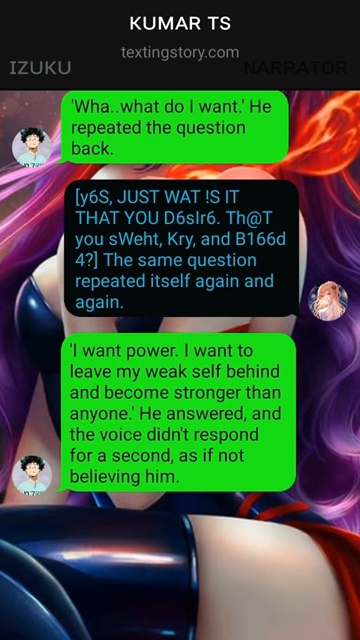 KUMAR TS
textingstory.com
IZUKU
NARRATOR
'Wha..what do I want.' He
repeated the question
back.
[y6S, JUST WAT !S IT
THAT YOU D6sIr6. Th@T
you sWeht, Kry, and B166d
4?] The same question
repeated itself again and
again.
'I want power. I want to
leave my weak self behind
and become stronger than
anyone.' He answered, and
the voice didn't respond
for a second, as if not
believing him.